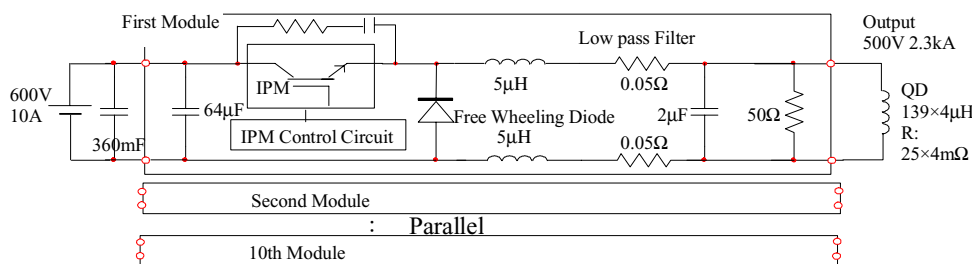 First Module
Output
500V 2.3kA
Low pass Filter
600V
10A
360mF
64μF
IPM
IPM Control Circuit
5μH
0.05Ω
Free Wheeling Diode
5μH
0.05Ω
2μF
50Ω
QD
139×4μH
R:
25×4mΩ
Second Module
: Parallel
10th Module